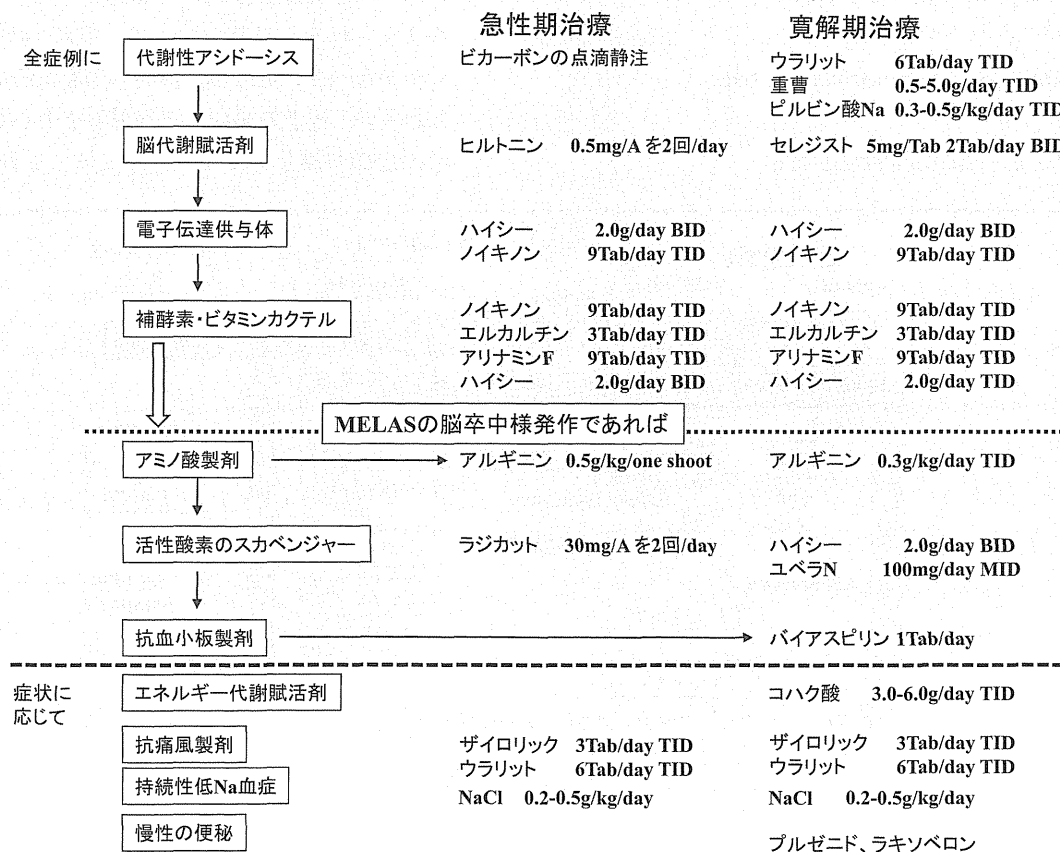 急性期治療 寛解期治療
全症例に 代謝性アシドーシス ビカーボンの点滴静注 ウラリット 6Tab/day TID
重曹 0.5-5.0g/day TID
ピルビン酸Na 0.3-0.5g/kg/day TID
脳代謝賦活剤 ヒルトニン 0.5mg/A を2回/day セレジスト 5mg/Tab 2Tab/day BID
電子伝達供与体 ハイシー 2.0g/day BID ハイシー 2.0g/day BID
ノイキノン 9Tab/day TID ノイキノン 9Tab/day TID
補酵素・ビタミンカクテル ノイキノン 9Tab/day TID ノイキノン 9Tab/day TID
エルカルチン 3Tab/day TID エルカルチン 3Tab/day TID
アリナミンF 9Tab/day TID アリナミンF 9Tab/day TID
ハイシー 2.0g/day BID ハイシー 2.0g/day TID
MELASの脳卒中様発作であれば
アミノ酸製剤 アルギニン 0.5g/kg/one shoot アルギニン 0.3g/kg/day TID
活性酸素のスカベンジャー ラジカット 30mg/A を2回/day ハイシー 2.0g/day BID
ユベラN 100mg/day MID
抗血小板製剤 バイアスピリン 1Tab/day
症状に
応じて
エネルギー代謝賦活剤 コハク酸 3.0-6.0g/day TID
抗痛風製剤 ザイロリック 3Tab/day TID ザイロリック 3Tab/day TID
ウラリット 6Tab/day TID ウラリット 6Tab/day TID
持続性低Na血症 NaCl 0.2-0.5g/kg/day NaCl 0.2-0.5g/kg/day
慢性の便秘 プルゼニド、ラキソベロン